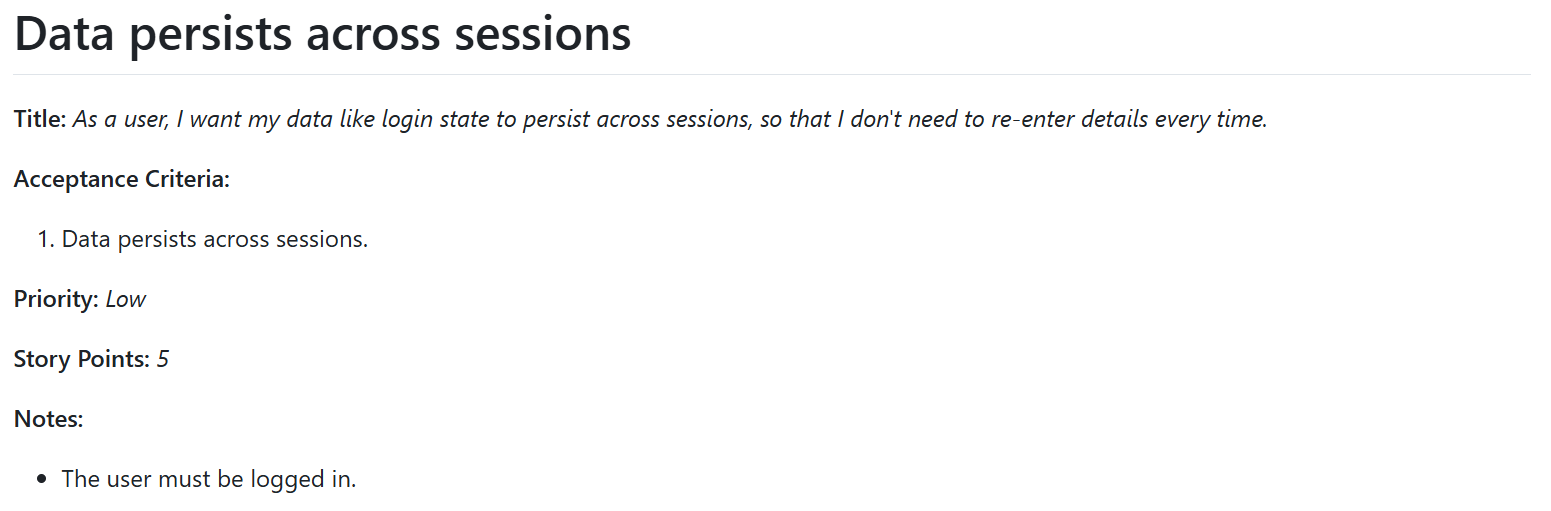 Data persists across sessions
Title: As a user, I want my data like login state to persist across sessions, so that I don't need to re-enter details every time.
Acceptance Criteria:
1. Data persists across sessions.
Priority: Low
Story Points: 5
Notes:
• The user must be logged in.